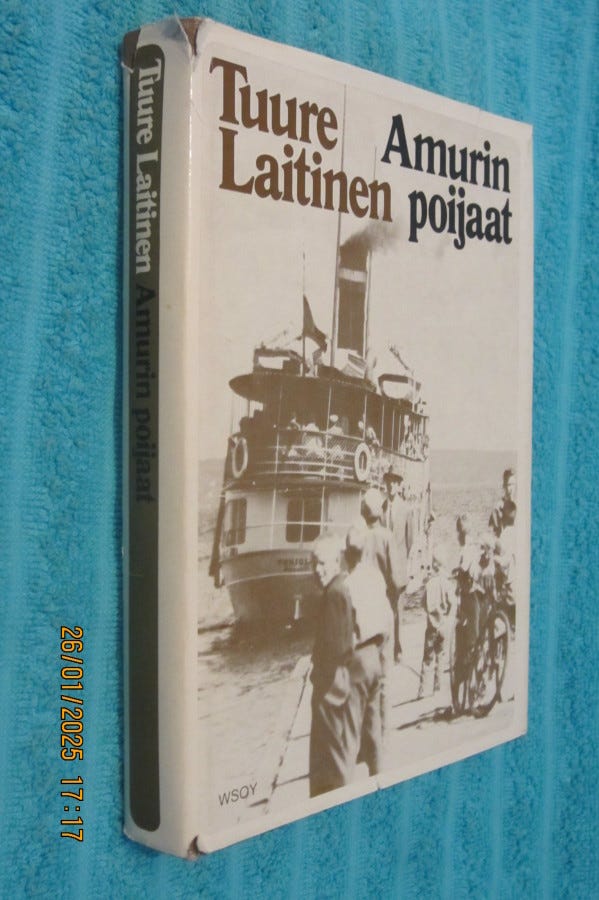 Tuure Laitinen Amurin poijaat
Tuure
Laitinen
Amurin
poijaat
WSOY
26/01/2025 17:17